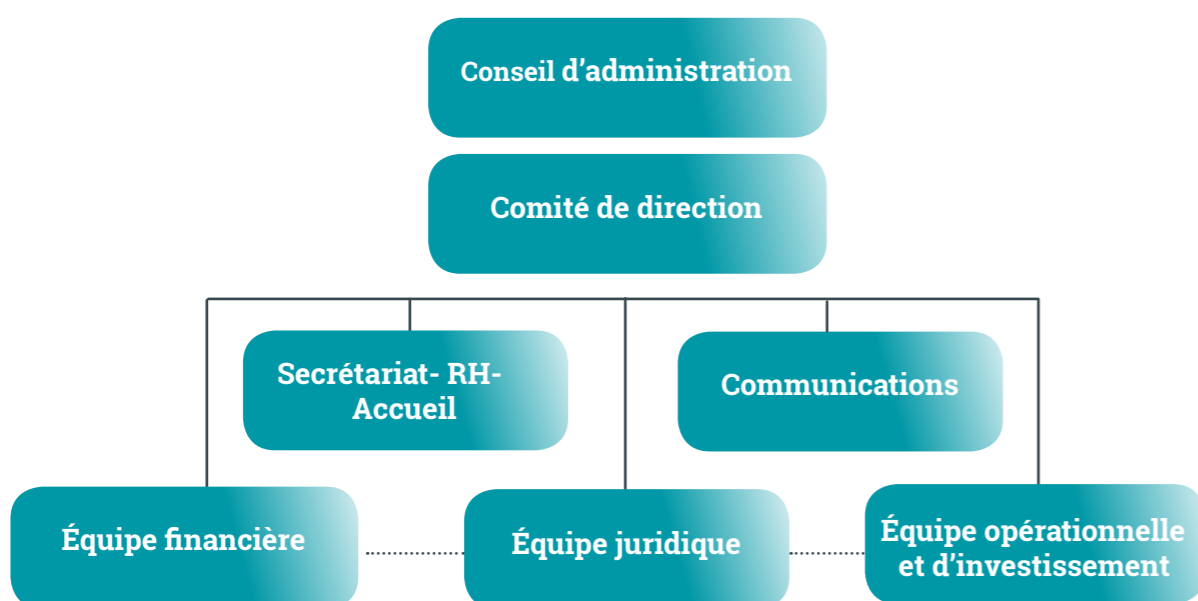 Conseil d’administration
Comité de direction
Secrétariat- RH-
Accueil
Communications
Équipe financière
Équipe juridique
Équipe opérationnelle
et d’investissement